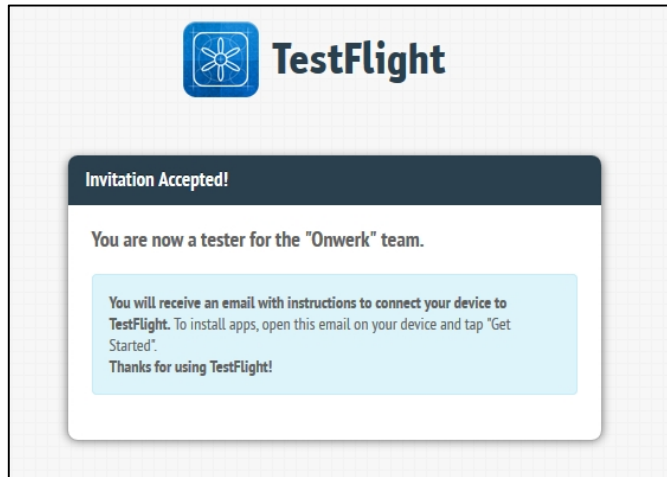 TestFlight
Invitation Accepted!
You are now a tester for the "Onwerk" team.
You will receive an email with instructions to connect your device to
TestFlight. To install apps, open this email on your device and tap "Get
Started".
Thanks for using TestFlight!